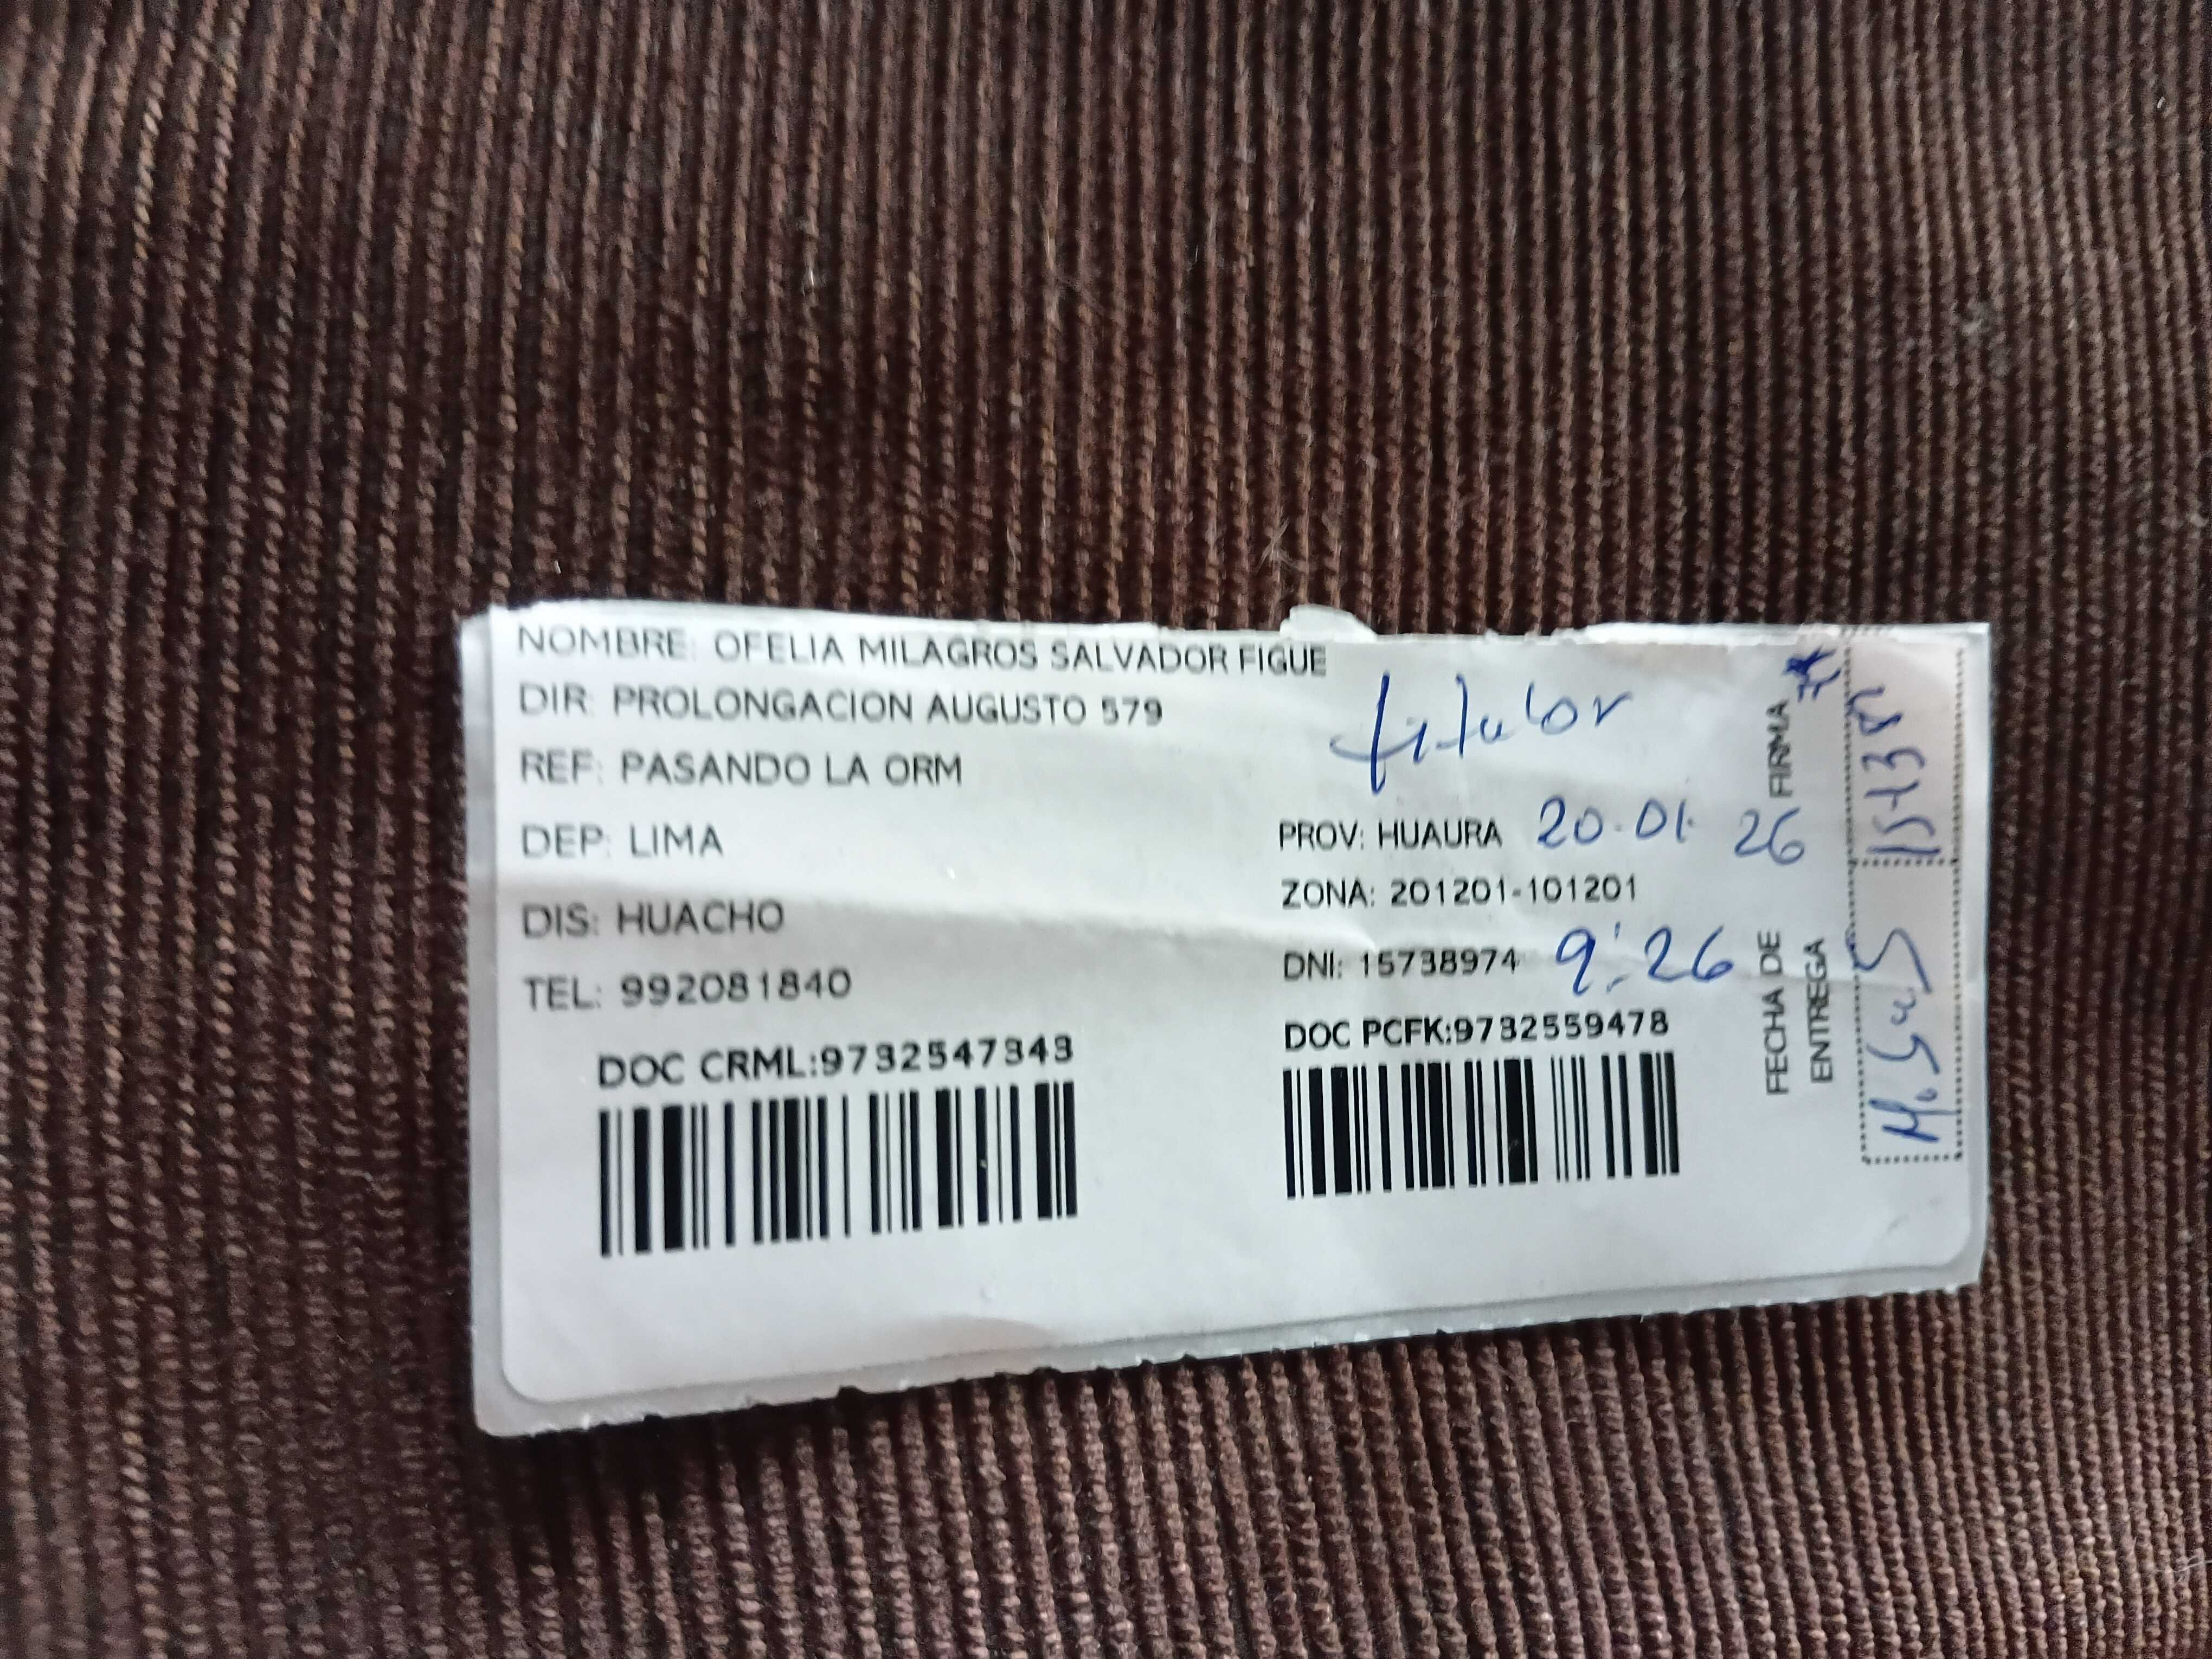 NOMBRE: OFELIA MILAGROS SALVADOR FIGUE
DIR: PROLONGACION AUGUSTO 579
titular
REF: PASANDO LA ORM
DEP: LIMA
PROV: HUAURA 20.01. 26
ZONA: 201201-101201
DIS: HUACHO
DNI: 15738974 9:26
TEL: 992081840
DOC CRML:9732547343
DOC PCFK:9732559478
FIRMA
FECHA DE
ENTREGA